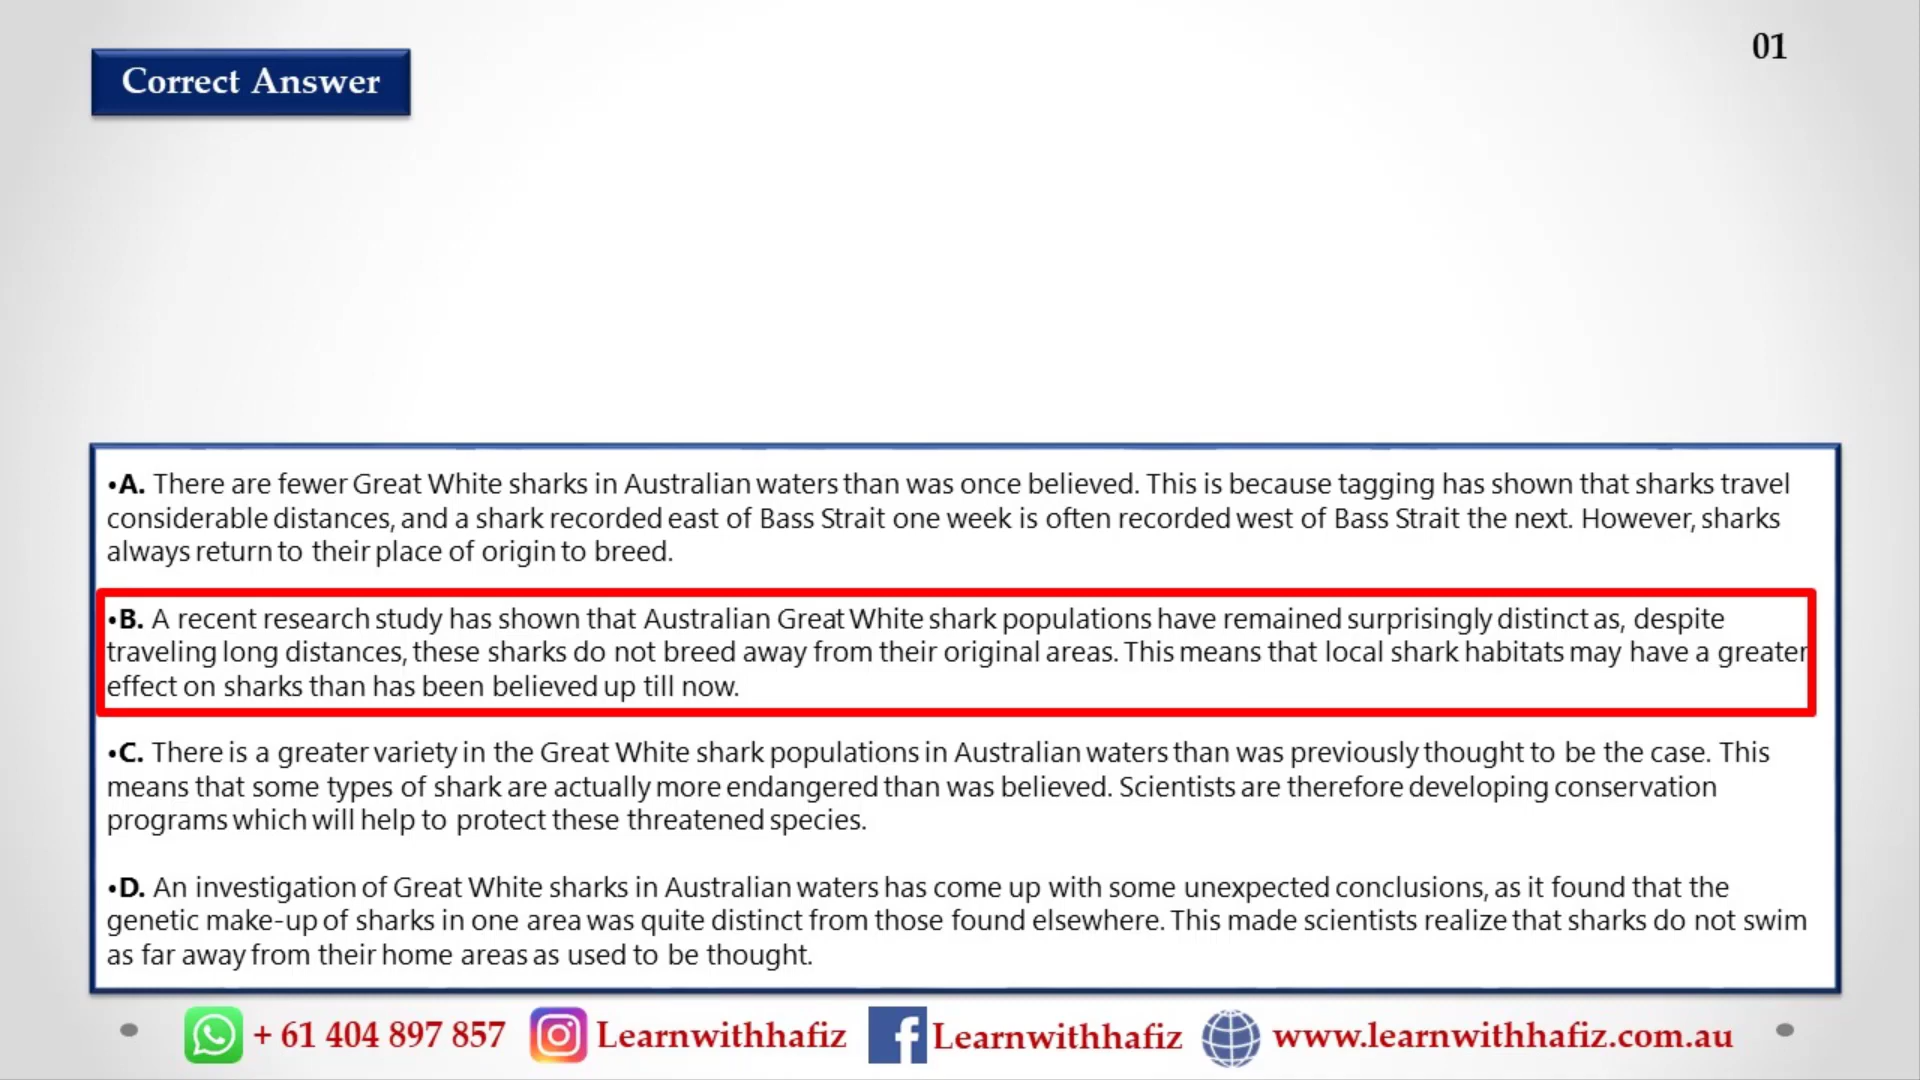 01
Correct Answer
•A. There are fewer Great White sharks in Australian waters than was once believed. This is because tagging has shown that sharks travel
considerable distances, and a shark recorded east of Bass Strait one week is often recorded west of Bass Strait the next. However, sharks
always return to their place of origin to breed.
•B. A recent research study has shown that Australian Great White shark populations have remained surprisingly distinct as, despite
traveling long distances, these sharks do not breed away from their original areas. This means that local shark habitats may have a greater
effect on sharks than has been believed up till now.
•C. There is a greater variety in the Great White shark populations in Australian waters than was previously thought to be the case. This
means that some types of shark are actually more endangered than was believed. Scientists are therefore developing conservation
programs which will help to protect these threatened species.
•D. An investigation of Great White sharks in Australian waters has come up with some unexpected conclusions, as it found that the
genetic make-up of sharks in one area was quite distinct from those found elsewhere. This made scientists realize that sharks do not swim
as far away from their home areas as used to be thought.
+ 61 404 897 857 Learnwithhafiz Learnwithhafiz www.learnwithhafiz.com.au